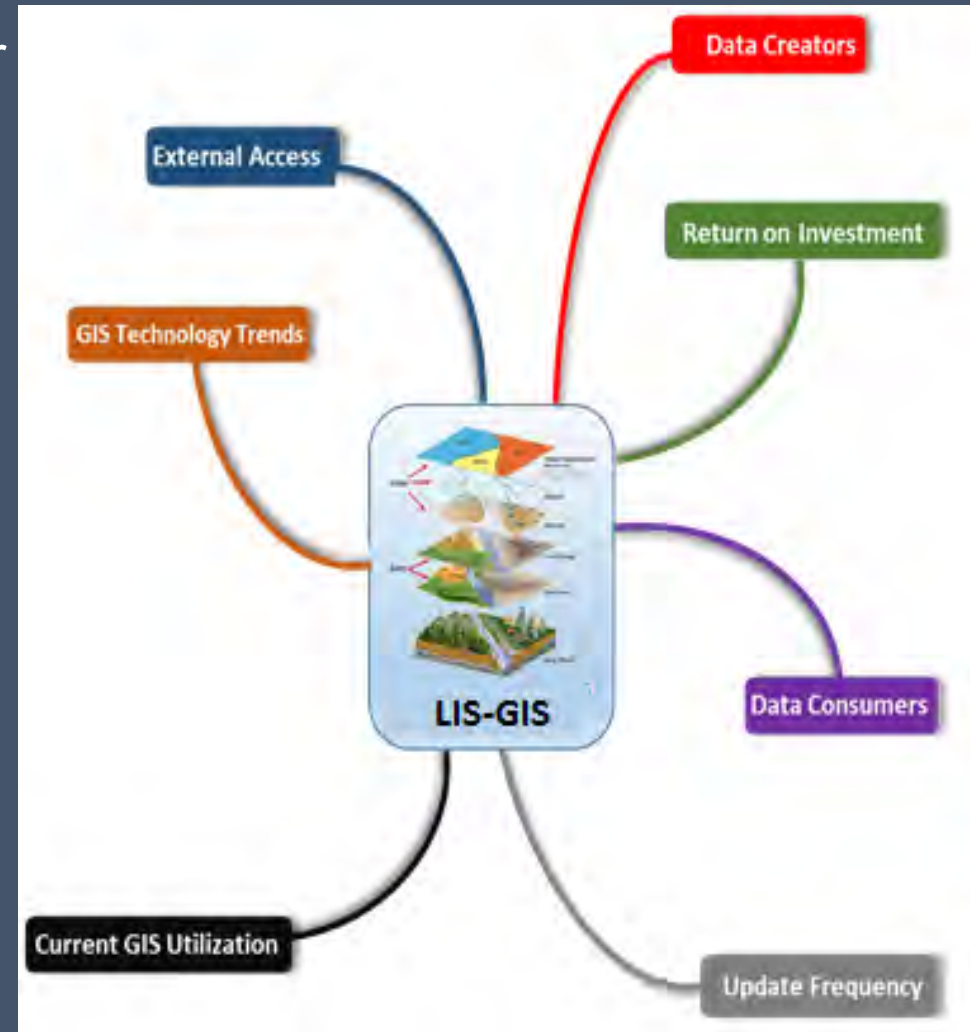 Data Creators
External Access
Return on Investment
GIS Technology Trends
LIS-GIS
Data Consumers
Current GIS Utilization
Update Frequency